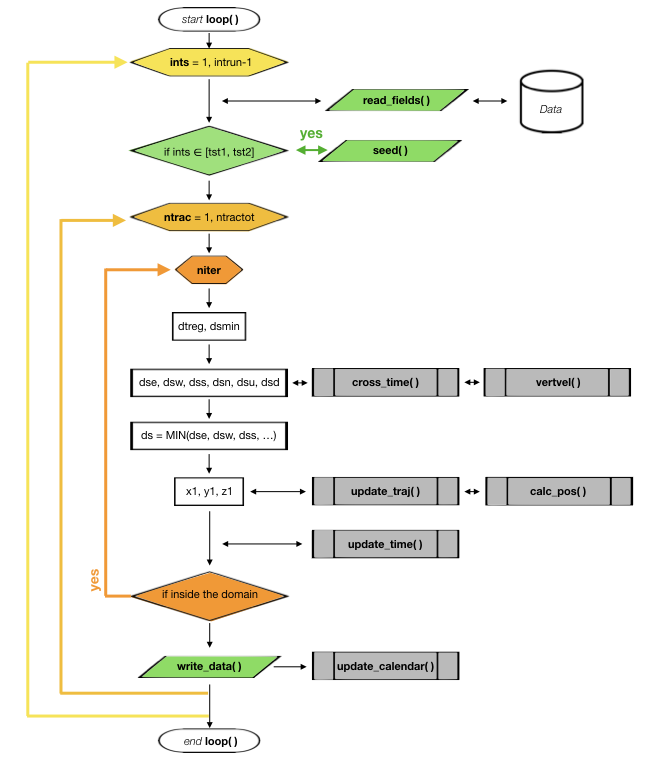 start loop( )
ints = 1, intrun-1
read_fields( )
Data
yes
if ints ∈ [tst1, tst2]
seed( )
ntrac = 1, ntractot
niter
dtreg, dsmin
dse, dsw, dss, dsn, dsu, dsd
cross_time( )
vertvel( )
ds = MIN(dse, dsw, dss, …)
x1, y1, z1
update_traj( )
calc_pos( )
update_time( )
yes
if inside the domain
write_data( )
update_calendar( )
end loop( )